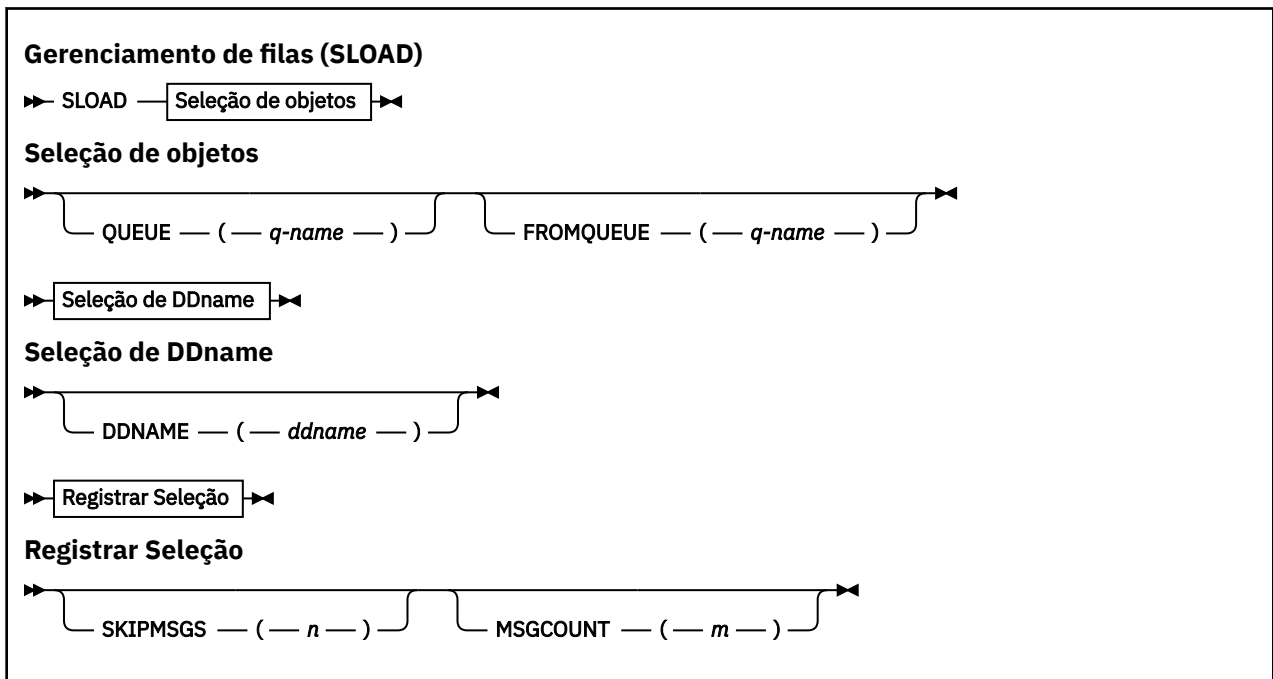 Gerenciamento de filas (SLOAD)
SLOAD Seleção de objetos
Seleção de objetos
QUEUE ( q-name ) FROMQUEUE ( q-name )
Seleção de DDname
Seleção de DDname
DDNAME ( ddname )
Registrar Seleção
Registrar Seleção
SKIPMSGS ( n ) MSGCOUNT ( m )